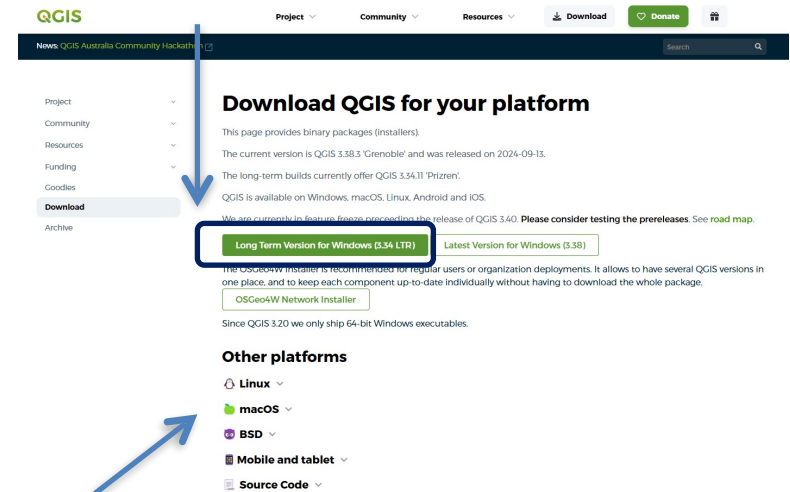 QGIS
Project
Community
Resources
Download
Donate
News: QGIS Australia Community Hackathon
Search
Project
Community
Resources
Funding
Goodies
Download
Archive
Download QGIS for your platform
This page provides binary packages (installers).
The current version is QGIS 3.38.3 'Grenoble' and was released on 2024-09-13.
The long-term builds currently offer QGIS 3.34.11 'Prizren'.
QGIS is available on Windows, macOS, Linux, Android and iOS.
We are currently in feature freeze preceeding the release of QGIS 3.40. Please consider testing the prereleases. See road map.
Long Term Version for Windows (3.34 LTR)
Latest Version for Windows (3.38)
The OSGeo4W installer is recommended for regular users or organization deployments. It allows to have several QGIS versions in
one place, and to keep each component up-to-date individually without having to download the whole package.
OSGeo4W Network Installer
Since QGIS 3.20 we only ship 64-bit Windows executables.
Other platforms
Linux
macOS
BSD
Mobile and tablet
Source Code